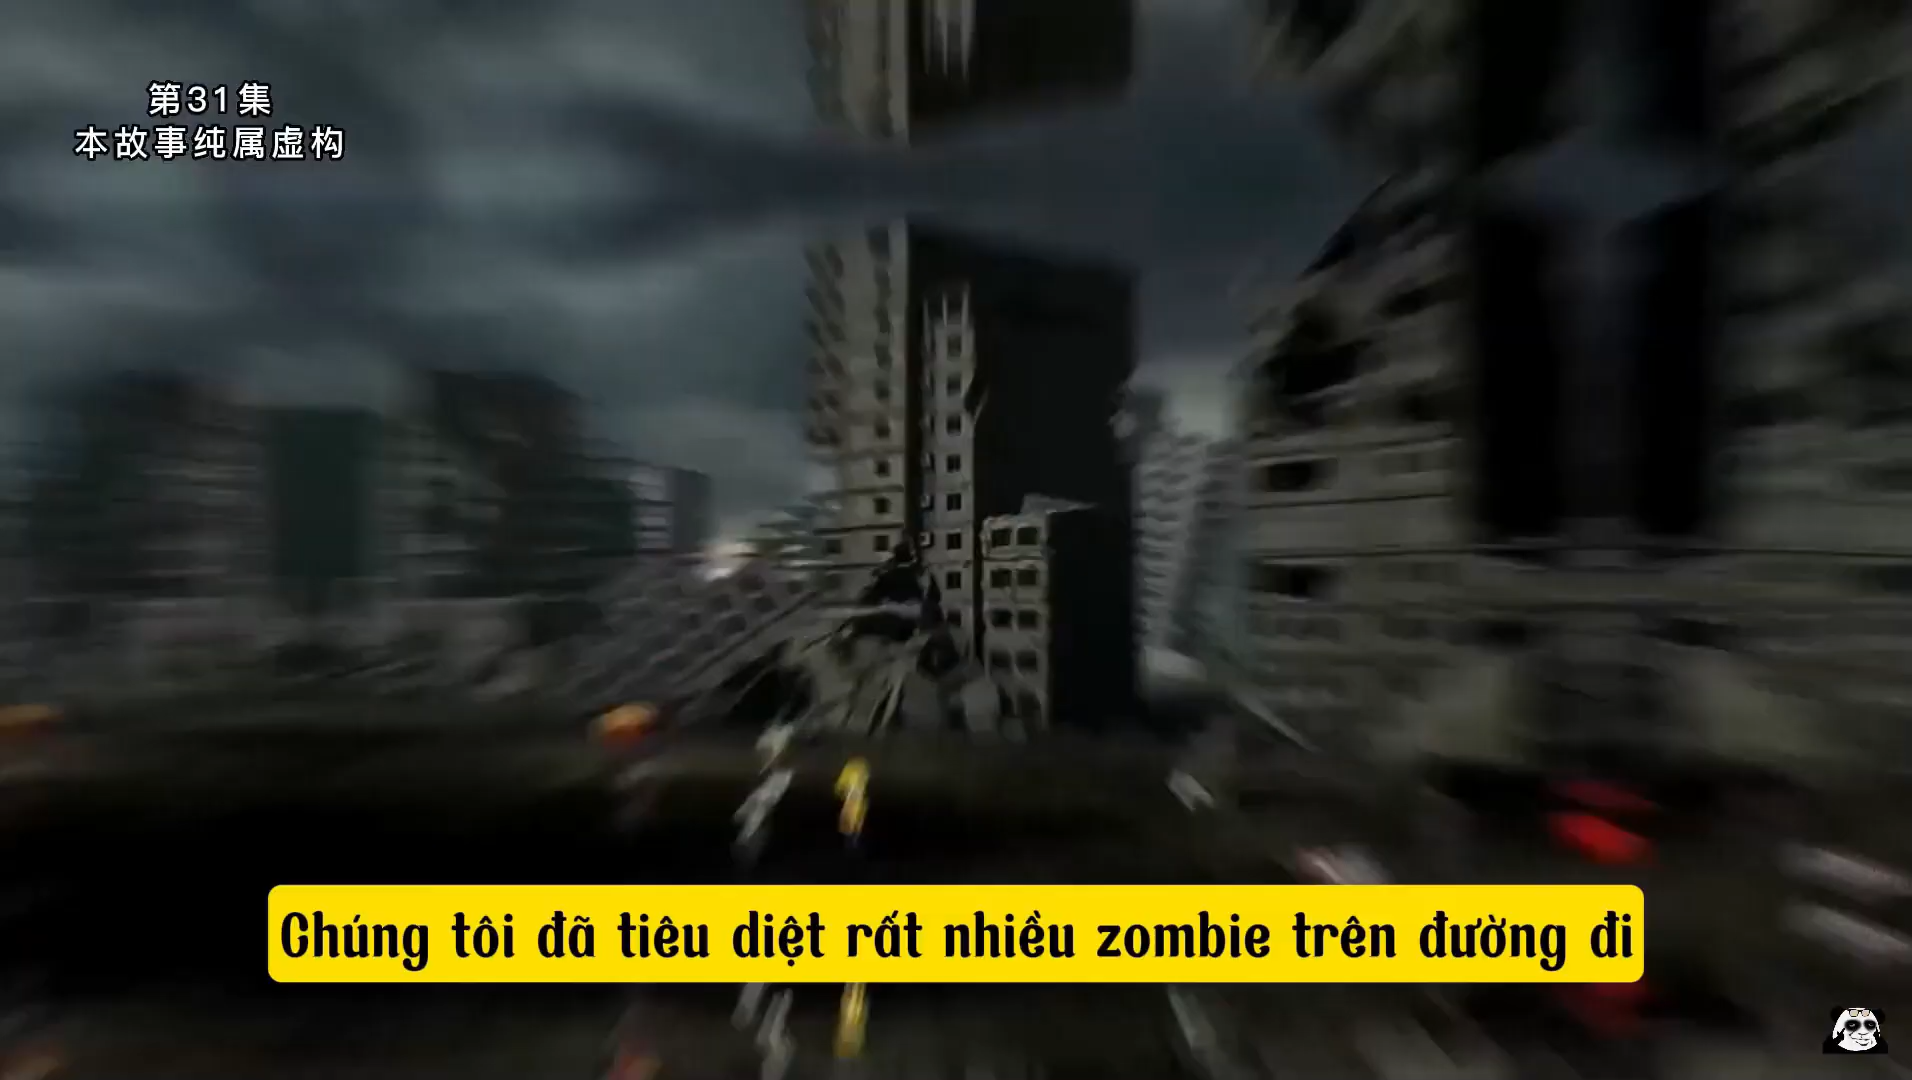 第31集
本故事纯属虚构
Chúng tôi đã tiêu diệt rất nhiều zombie trên đường đi